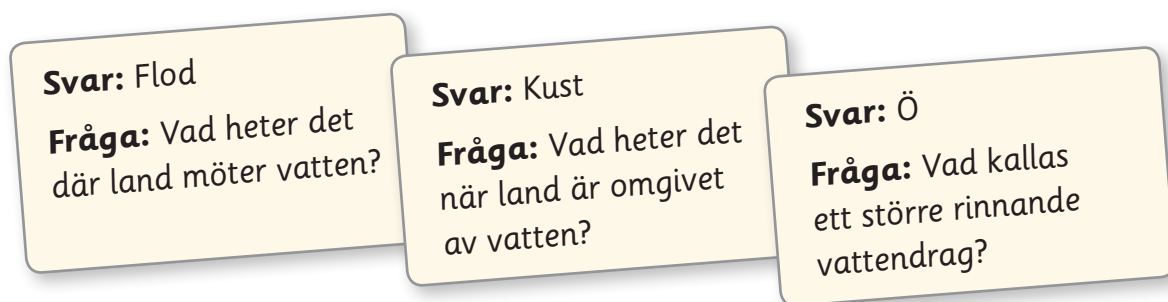 Svar: Flod
Fråga: Vad heter det
där land möter vatten?
Svar: Kust
Fråga: Vad heter det
när land är omgivet
av vatten?
Svar: Ö
Fråga: Vad kallas
ett större rinnande
vattendrag?